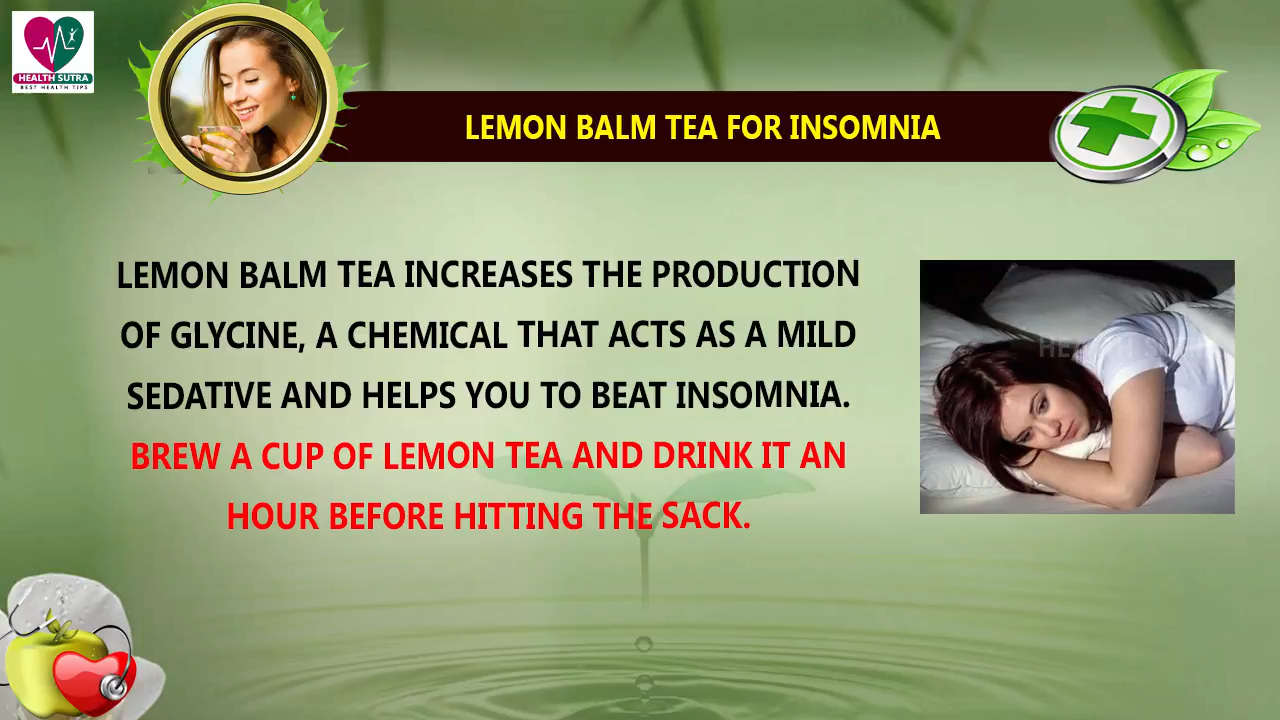 HEALTH SUTRA
BEST HEALTH TIPS
LEMON BALM TEA FOR INSOMNIA
LEMON BALM TEA INCREASES THE PRODUCTION
OF GLYCINE, A CHEMICAL THAT ACTS AS A MILD
SEDATIVE AND HELPS YOU TO BEAT INSOMNIA.
BREW A CUP OF LEMON TEA AND DRINK IT AN
HOUR BEFORE HITTING THE SACK.